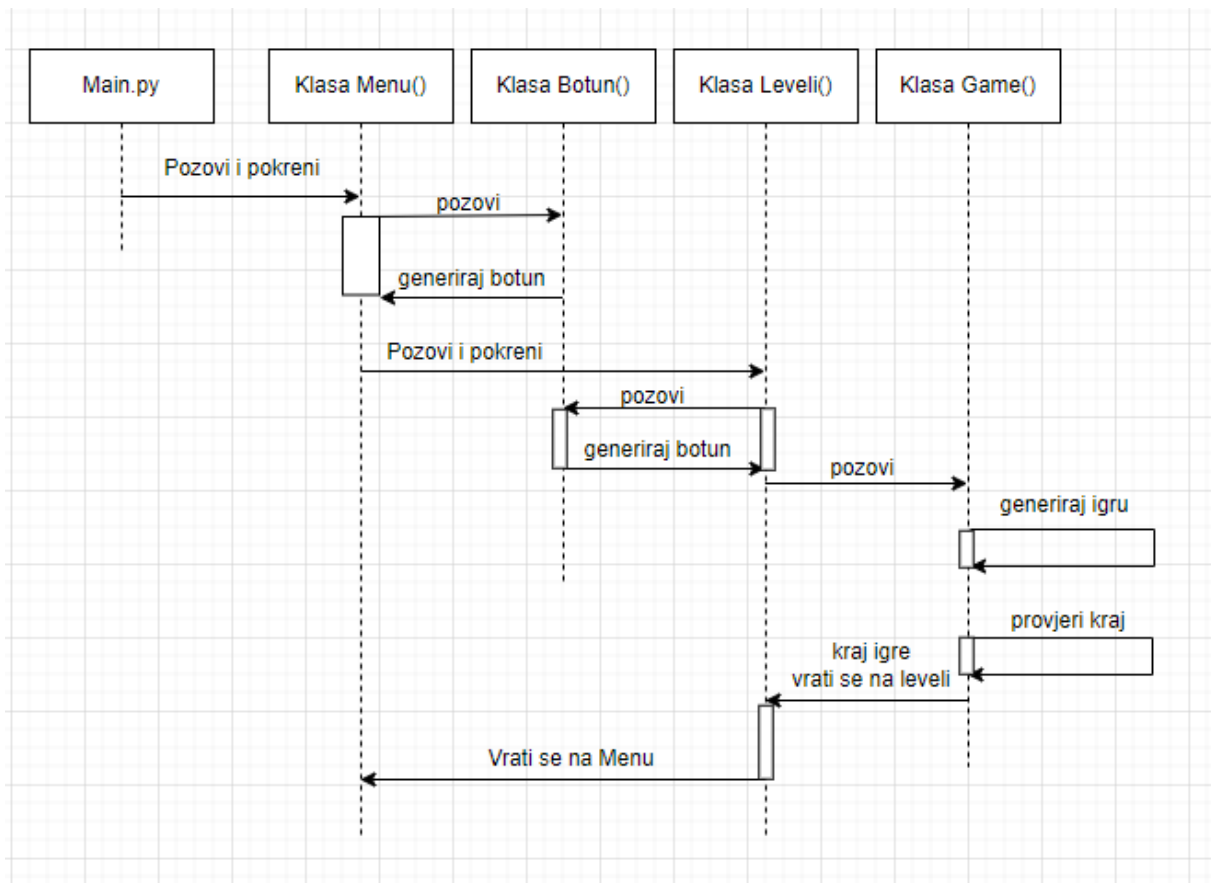 Main.py
Klasa Menu()
Klasa Botun()
Klasa Leveli()
Klasa Game()
Pozovi i pokreni
pozovi
generiraj botun
Pozovi i pokreni
pozovi
generiraj botun
pozovi
generiraj igru
provjeri kraj
kraj igre
vrati se na leveli
Vrati se na Menu